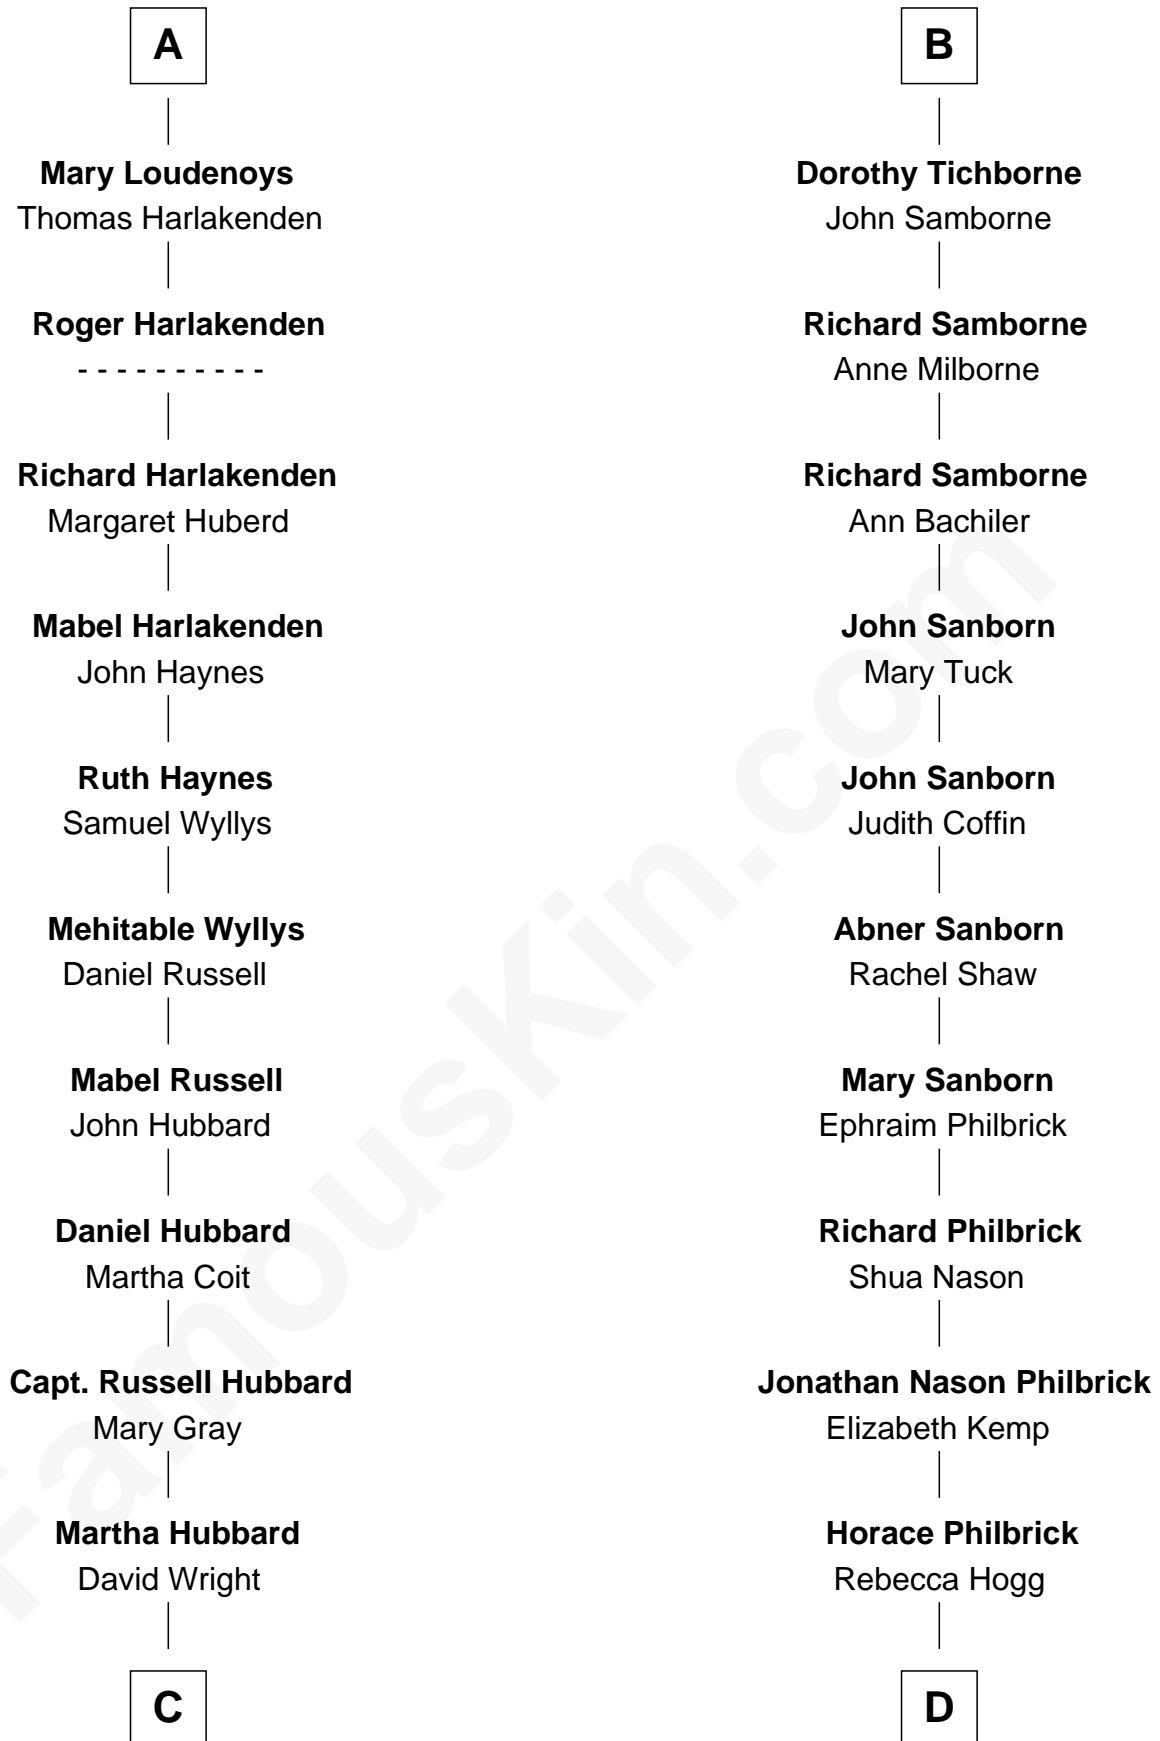 A
Mary Loudenoys
Thomas Harlakenden
Roger Harlakenden
- - - - - - - - - -
Richard Harlakenden
Margaret Huberd
Mabel Harlakenden
John Haynes
Ruth Haynes
Samuel Wyllys
Mehitable Wyllys
Daniel Russell
Mabel Russell
John Hubbard
Daniel Hubbard
Martha Coit
Capt. Russell Hubbard
Mary Gray
Martha Hubbard
David Wright
C
B
Dorothy Tichborne
John Samborne
Richard Samborne
Anne Milborne
Richard Samborne
Ann Bachiler
John Sanborn
Mary Tuck
John Sanborn
Judith Coffin
Abner Sanborn
Rachel Shaw
Mary Sanborn
Ephraim Philbrick
Richard Philbrick
Shua Nason
Jonathan Nason Philbrick
Elizabeth Kemp
Horace Philbrick
Rebecca Hogg
D
FamousKin.com